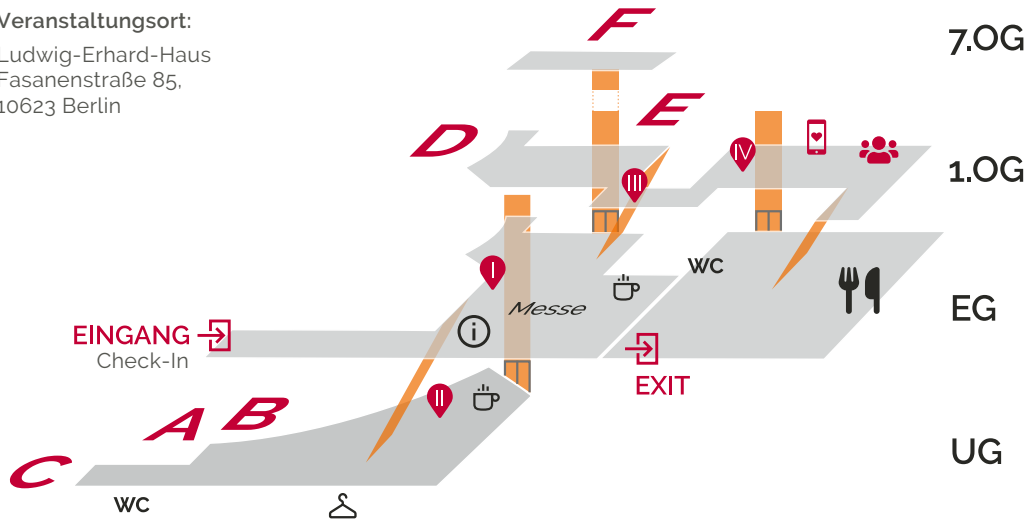 Veranstaltungsort:
Ludwig-Erhard-Haus
Fasanenstraße 85,
10623 Berlin
F
7.OG
E
D
IV
1.OG
III
WC
I
Messe
EG
EINGANG
Check-In
i
EXIT
II
A
B
C
UG
WC